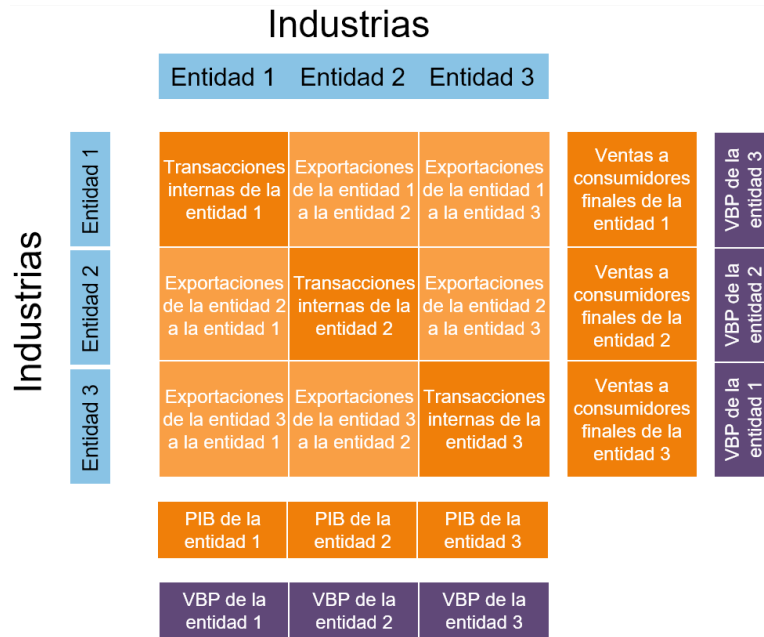 Industrias
Entidad 1
Entidad 2
Entidad 3
Industrias
Entidad 1
Transacciones
internas de la
entidad 1
Exportaciones
de la entidad 1
a la entidad 2
Exportaciones
de la entidad 1
a la entidad 3
Ventas a
consumidores
finales de la
entidad 1
VBP de la
entidad 3
Entidad 2
Exportaciones
de la entidad 2
a la entidad 1
Transacciones
internas de la
entidad 2
Exportaciones
de la entidad 2
a la entidad 3
Ventas a
consumidores
finales de la
entidad 2
VBP de la
entidad 2
Entidad 3
Exportaciones
de la entidad 3
a la entidad 1
Exportaciones
de la entidad 3
a la entidad 2
Transacciones
internas de la
entidad 3
Ventas a
consumidores
finales de la
entidad 3
VBP de la
entidad 1
PIB de la
entidad 1
PIB de la
entidad 2
PIB de la
entidad 3
VBP de la
entidad 1
VBP de la
entidad 2
VBP de la
entidad 3